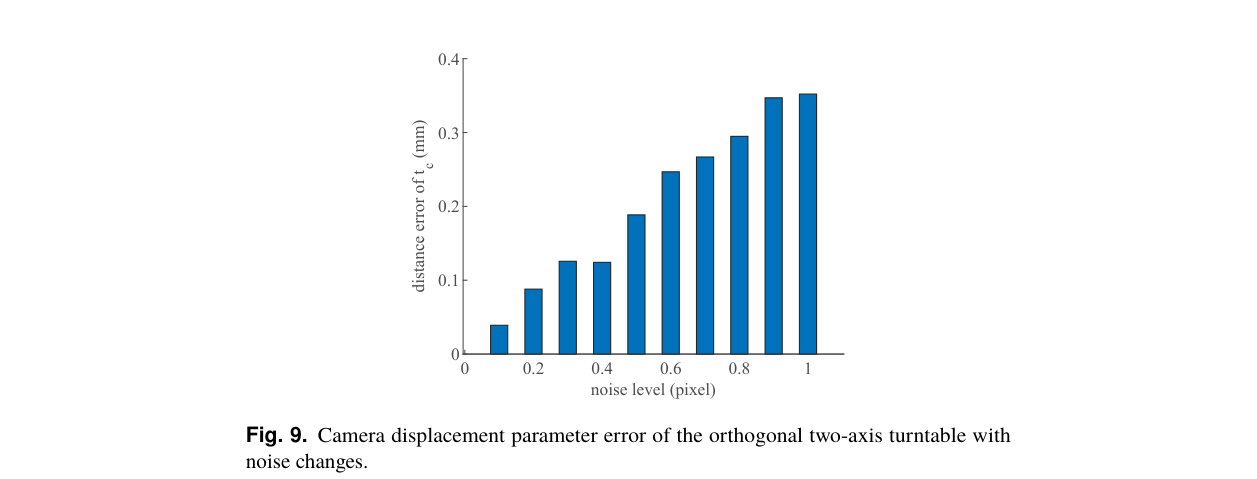 0.4
0.3
0.2
0.1
0
distance error of t_c (mm)
0 0.2 0.4 0.6 0.8 1
noise level (pixel)
Fig. 9. Camera displacement parameter error of the orthogonal two-axis turntable with
noise changes.